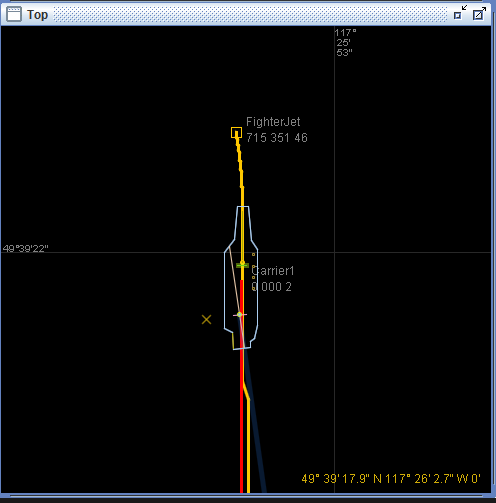 Top
117°
25'
53"
FighterJet
715 351 46
49°39'22"
Carrier1
0 000 2
49° 39' 17.9" N 117° 26' 2.7" W 0'